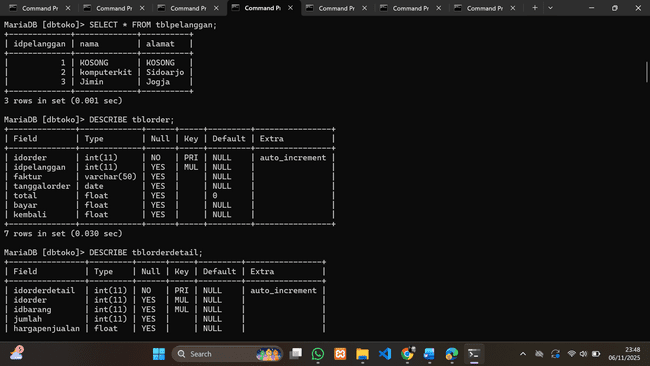 Command Pr
Command Pr
Command Pr
Command Pr
Command Pr
Command Pr
Command Pr
MariaDB [dbtoko]> SELECT * FROM tblpelanggan;
+-------------+-------------+----------+
| idpelanggan | nama        | alamat   |
+-------------+-------------+----------+
|           1 | KOSONG      | KOSONG   |
|           2 | komputerkit | Sidoarjo |
|           3 | Jimin       | Jogja    |
+-------------+-------------+----------+
3 rows in set (0.001 sec)
MariaDB [dbtoko]> DESCRIBE tblorder;
+--------------+-------------+------+-----+---------+----------------+
| Field        | Type        | Null | Key | Default | Extra          |
+--------------+-------------+------+-----+---------+----------------+
| idorder      | int(11)     | NO   | PRI | NULL    | auto_increment |
| idpelanggan  | int(11)     | YES  | MUL | NULL    |                |
| faktur       | varchar(50) | YES  |     | NULL    |                |
| tanggalorder | date        | YES  |     | NULL    |                |
| total        | float       | YES  |     | 0       |                |
| bayar        | float       | YES  |     | NULL    |                |
| kembali      | float       | YES  |     | NULL    |                |
+--------------+-------------+------+-----+---------+----------------+
7 rows in set (0.030 sec)
MariaDB [dbtoko]> DESCRIBE tblorderdetail;
+----------------+---------+------+-----+---------+----------------+
| Field          | Type    | Null | Key | Default | Extra          |
+----------------+---------+------+-----+---------+----------------+
| idorderdetail  | int(11) | NO   | PRI | NULL    | auto_increment |
| idorder        | int(11) | YES  | MUL | NULL    |                |
| idbarang       | int(11) | YES  | MUL | NULL    |                |
| jumlah         | int(11) | YES  |     | NULL    |                |
| hargapenjualan | float   | YES  |     | NULL    |                |
Search
23:48
06/11/2025